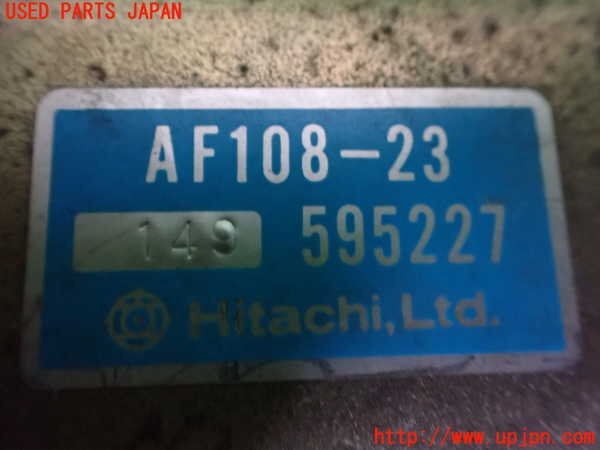 USED PARTS JAPAN
AF108-23
149 595227
Hitachi, Ltd.
http://www.upjpn.com